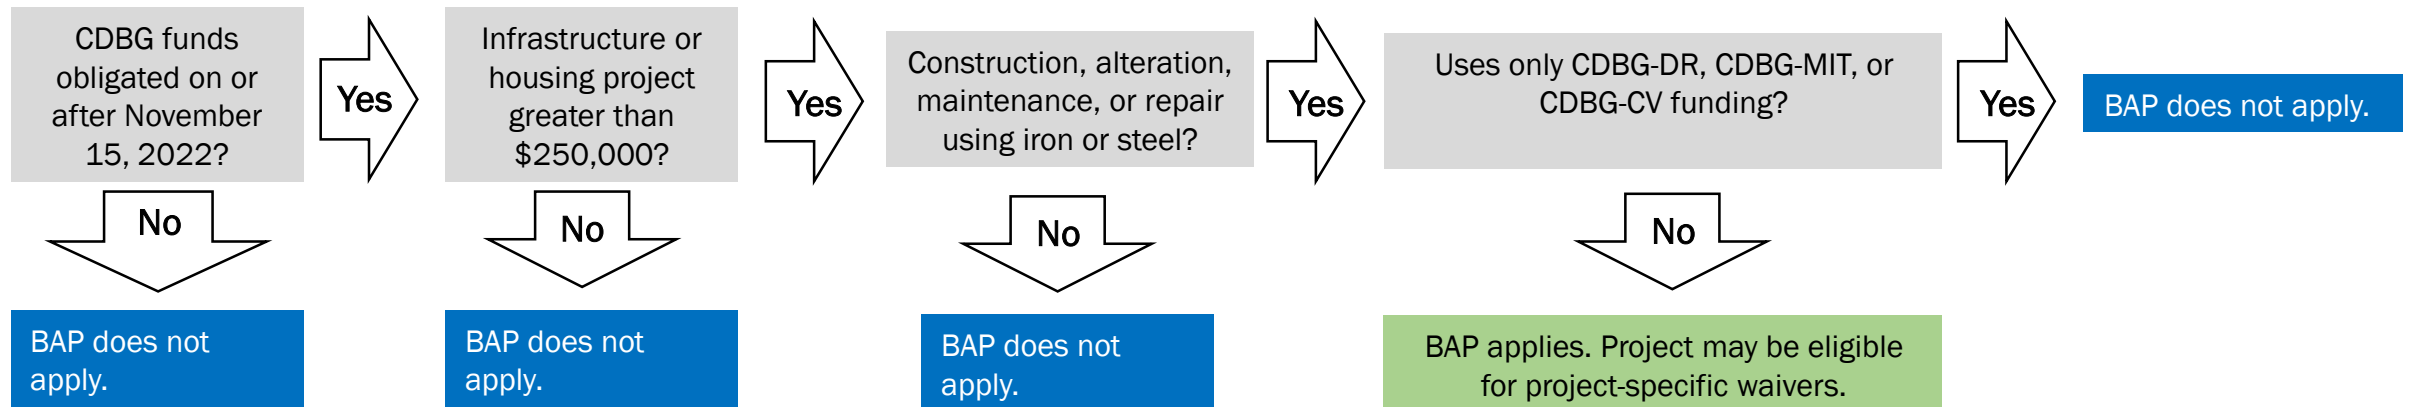 CDBG funds
obligated on or
after November
15, 2022?
Yes
Infrastructure or
housing project
greater than
$250,000?
Yes
Construction, alteration,
maintenance, or repair
using iron or steel?
Yes
Uses only CDBG-DR, CDBG-MIT, or
CDBG-CV funding?
Yes
BAP does not apply.
No
No
No
No
BAP does not
apply.
BAP does not
apply.
BAP does not
apply.
BAP applies. Project may be eligible
for project-specific waivers.